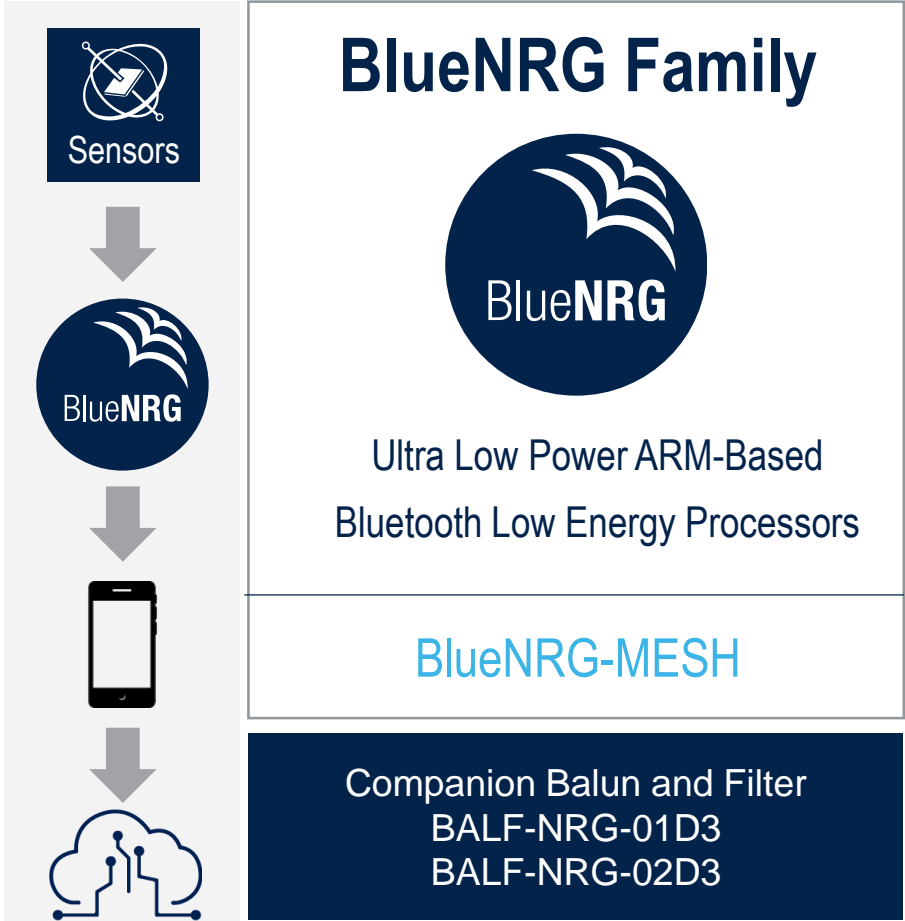 Sensors
BlueNRG
BlueNRG Family
BlueNRG
Ultra Low Power ARM-Based
Bluetooth Low Energy Processors
BlueNRG-MESH
Companion Balun and Filter
BALF-NRG-01D3
BALF-NRG-02D3